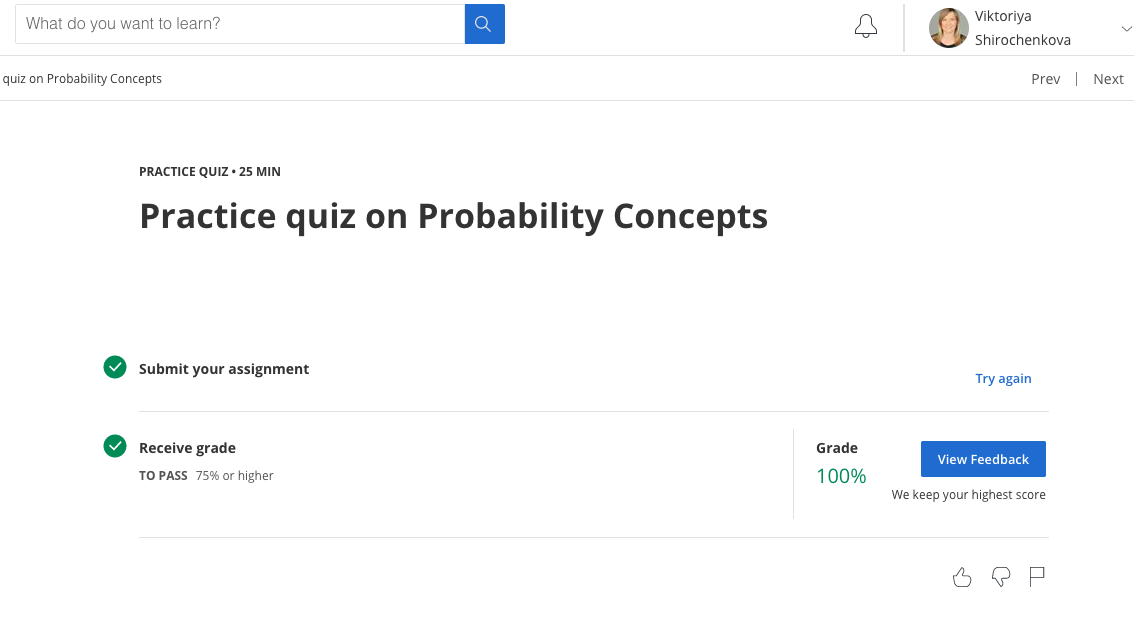 What do you want to learn?
Viktoriya
Shirochenkova
quiz on Probability Concepts
Prev | Next
PRACTICE QUIZ • 25 MIN
Practice quiz on Probability Concepts
Submit your assignment
Try again
Receive grade
TO PASS 75% or higher
Grade
100%
View Feedback
We keep your highest score